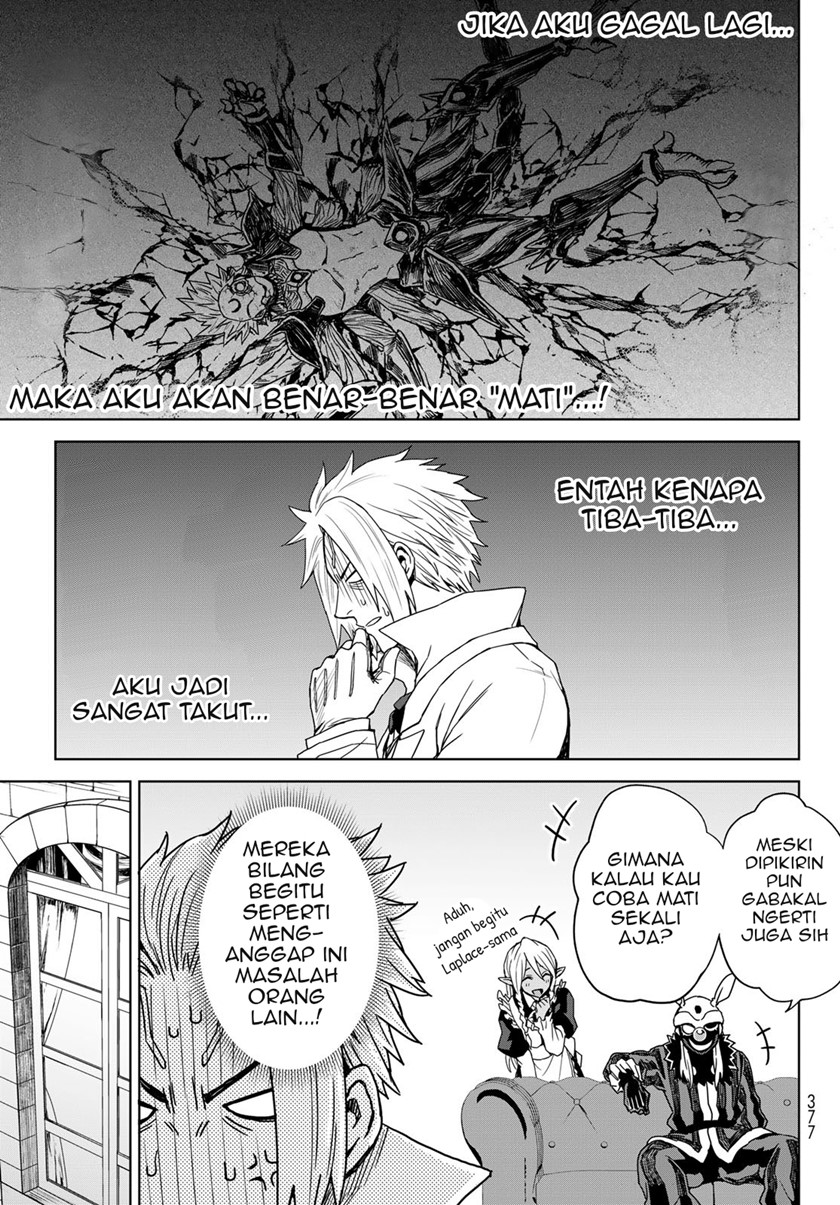 JIKA AKU GAGAL LAGI...
MAKA AKU AKAN BENAR-BENAR "MATI"...!
ENTAH KENAPA
TIBA-TIBA...
AKU JADI
SANGAT TAKUT...
MESKI
DIPIKIRIN
PUN
GABAKAL
NGERTI
JUGA SIH
GIMANA
KALAU KAU
COBA MATI
SEKALI
AJA?
Aduh,
jangan begitu
Laplace-sama
MEREKA
BILANG
BEGITU
SEPERTI
MENG-
ANGGAP INI
MASALAH
ORANG
LAIN...!
377